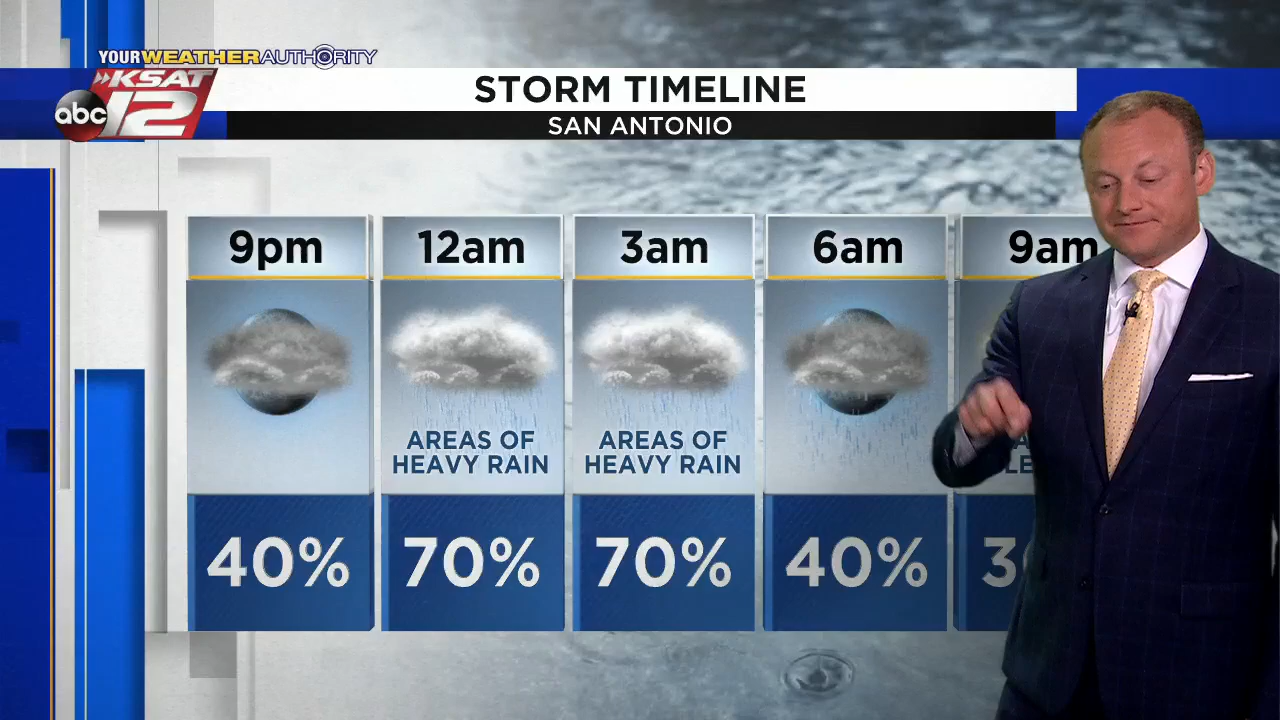 YOUR WEATHER AUTHORITY
KSAT
abc 12
STORM TIMELINE
SAN ANTONIO
9pm 12am 3am 6am 9am
AREAS OF AREAS OF
HEAVY RAIN HEAVY RAIN
40% 70% 70% 40%